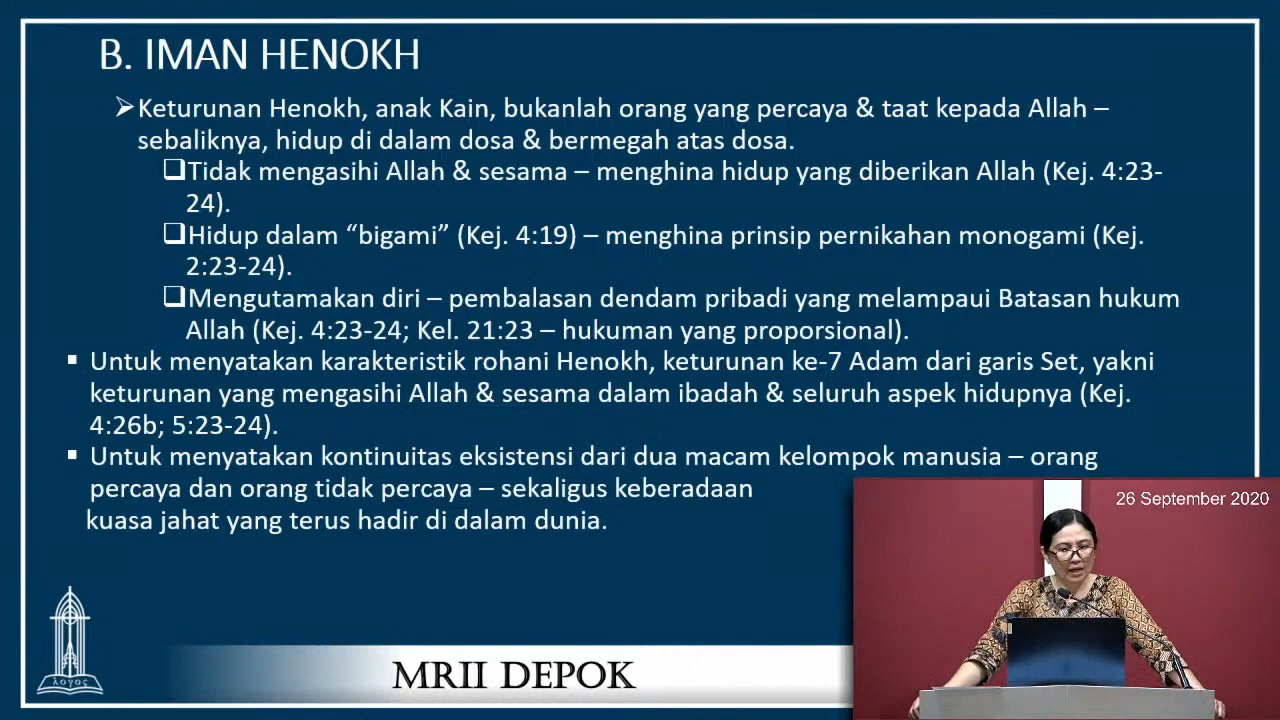 B. IMAN HENOKH
➢Keturunan Henokh, anak Kain, bukanlah orang yang percaya & taat kepada Allah –
sebaliknya, hidup di dalam dosa & bermegah atas dosa.
❑Tidak mengasihi Allah & sesama – menghina hidup yang diberikan Allah (Kej. 4:23-
24).
❑Hidup dalam “bigami” (Kej. 4:19) – menghina prinsip pernikahan monogami (Kej.
2:23-24).
❑Mengutamakan diri – pembalasan dendam pribadi yang melampaui Batasan hukum
Allah (Kej. 4:23-24; Kel. 21:23 – hukuman yang proporsional).
▪ Untuk menyatakan karakteristik rohani Henokh, keturunan ke-7 Adam dari garis Set, yakni
keturunan yang mengasihi Allah & sesama dalam ibadah & seluruh aspek hidupnya (Kej.
4:26b; 5:23-24).
▪ Untuk menyatakan kontinuitas eksistensi dari dua macam kelompok manusia – orang
percaya dan orang tidak percaya – sekaligus keberadaan
kuasa jahat yang terus hadir di dalam dunia.
26 September 2020
λογος
MRII DEPOK